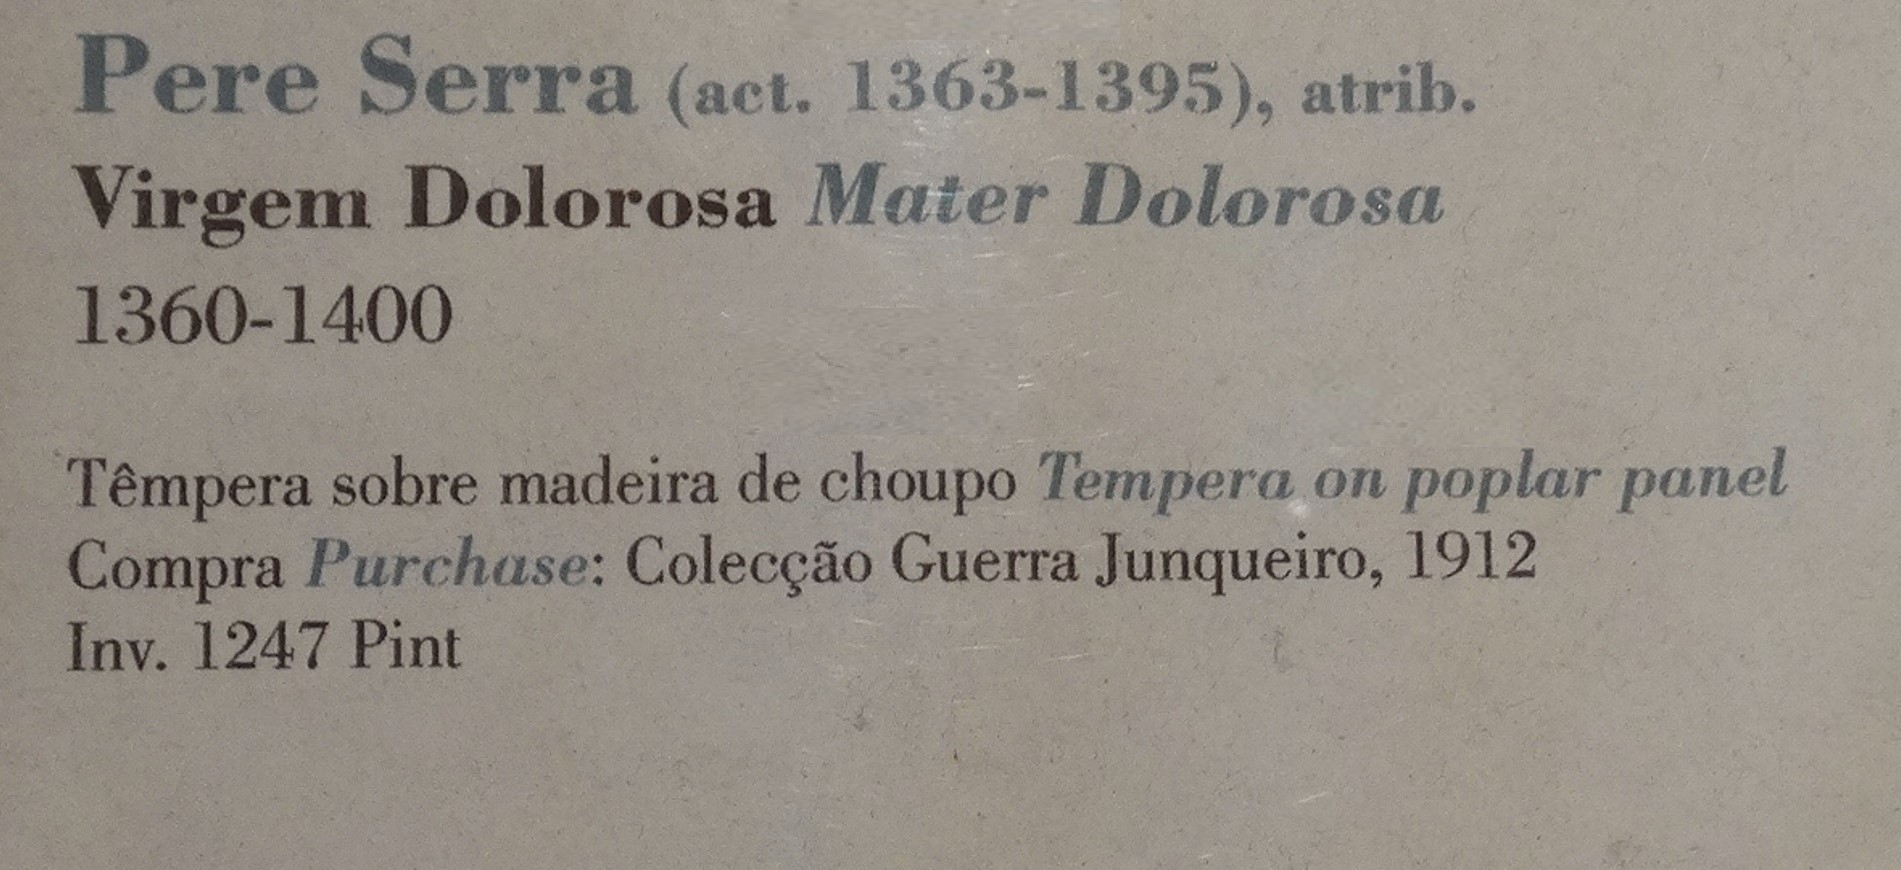 Pere Serra (act. 1363-1395), atrib.
Virgem Dolorosa Mater Dolorosa
1360-1400
Têmpera sobre madeira de choupo Tempera on poplar panel
Compra Purchase: Colecção Guerra Junqueiro, 1912
Inv. 1247 Pint